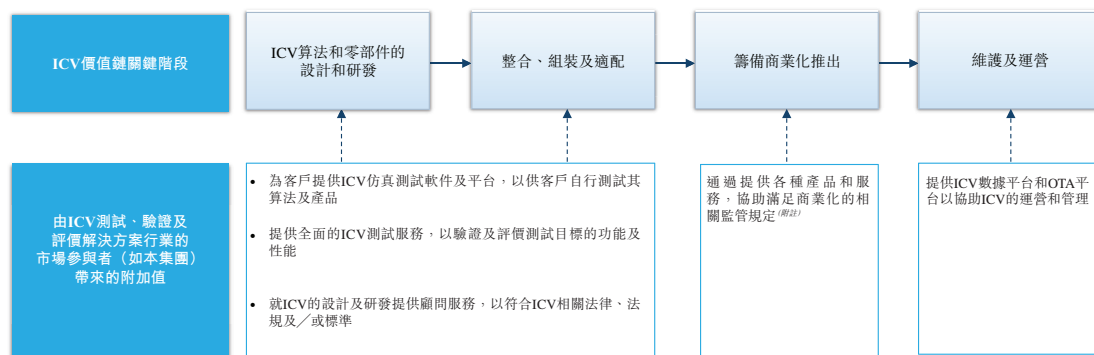 ICV價值鏈關鍵階段
ICV算法和零部件的
設計和研發
整合、組裝及適配
籌備商業化推出
維護及運營
由ICV測試、驗證及
評價解決方案行業的
市場參與者（如本集團）
帶來的附加值
• 為客戶提供ICV仿真測試軟件及平台，以供客戶自行測試其
算法及產品
• 提供全面的ICV測試服務，以驗證及評價測試目標的功能及
性能
• 就ICV的設計及研發提供顧問服務，以符合ICV相關法律、法
規及╱或標準
通過提供各種產品和服
務，協助滿足商業化的相
關監管規定(附註)
提供ICV數據平台和OTA平
台以協助ICV的運營和管理